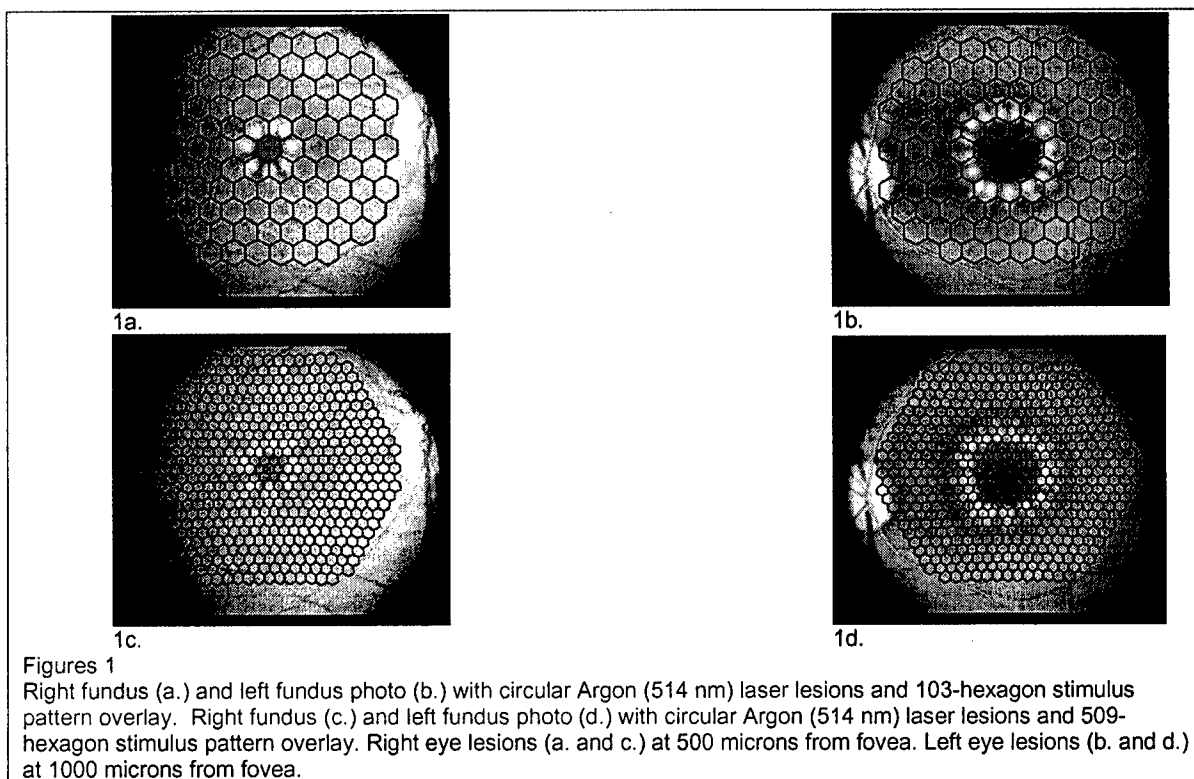 1a.
1b.
1c.
1d.
Figures 1
Right fundus (a.) and left fundus photo (b.) with circular Argon (514 nm) laser lesions and 103-hexagon stimulus
pattern overlay. Right fundus (c.) and left fundus photo (d.) with circular Argon (514 nm) laser lesions and 509-
hexagon stimulus pattern overlay. Right eye lesions (a. and c.) at 500 microns from fovea. Left eye lesions (b. and d.)
at 1000 microns from fovea.